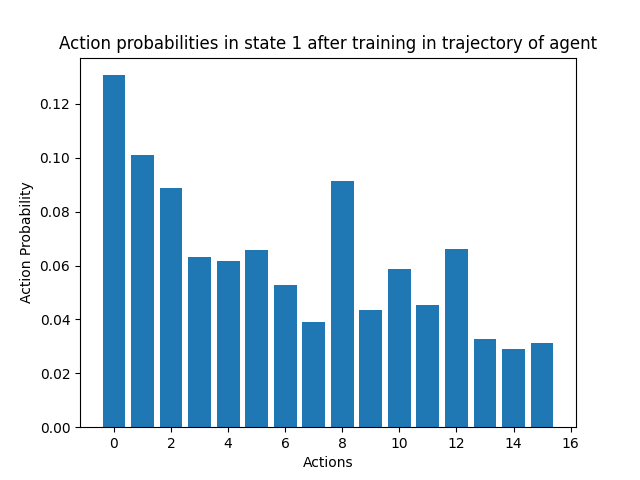 Action probabilities in state 1 after training in trajectory of agent
0.12
0.10
0.08
0.06
0.04
0.02
0.00
Action Probability
0 2 4 6 8 10 12 14 16
Actions